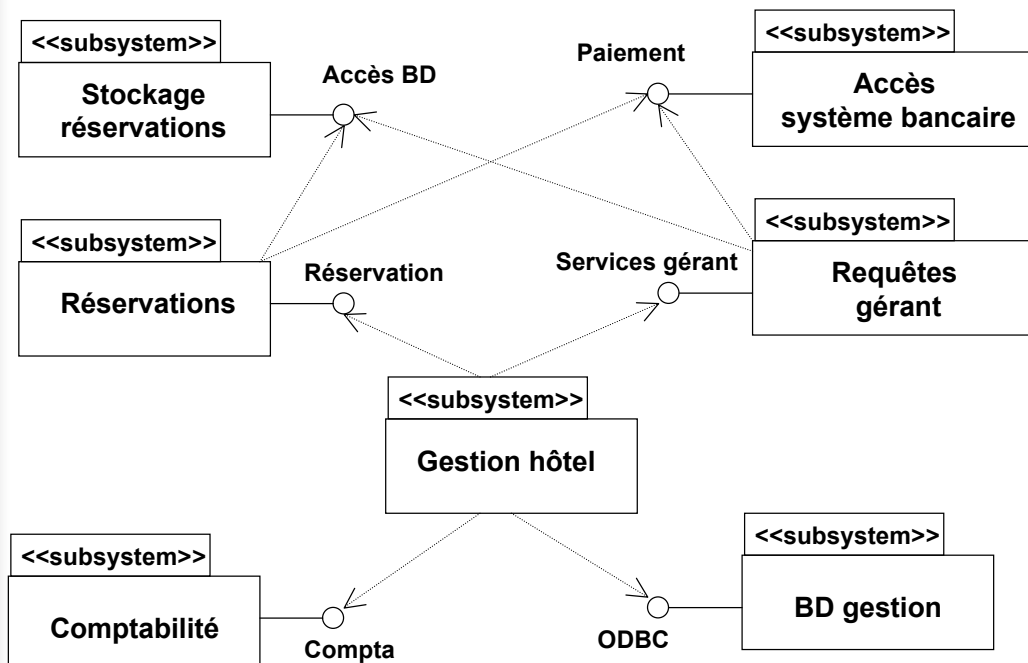 <<subsystem>>
Stockage
réservations
Accès BD
Paiement
<<subsystem>>
Accès
système bancaire
<<subsystem>>
Réservations
Réservation
Services gérant
<<subsystem>>
Requêtes
gérant
<<subsystem>>
Gestion hôtel
<<subsystem>>
Comptabilité
Compta
ODBC
<<subsystem>>
BD gestion